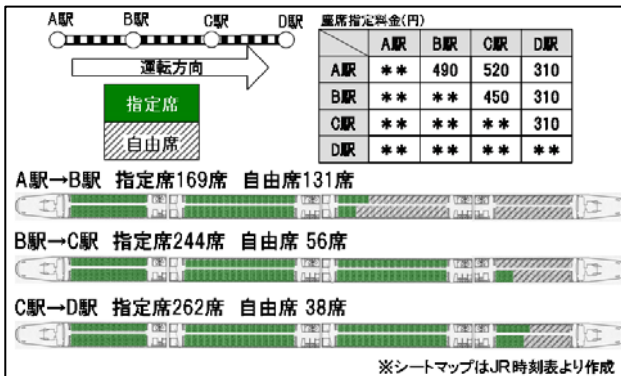 A駅 B駅 C駅 D駅
運転方向
指定席
自由席
座席指定料金(円)
A駅 B駅 C駅 D駅
A駅 ** 490 520 310
B駅 ** ** 450 310
C駅 ** ** ** 310
D駅 ** ** ** **
A駅→B駅 指定席169席 自由席131席
B駅→C駅 指定席244席 自由席 56席
C駅→D駅 指定席262席 自由席 38席
※シートマップはJR時刻表より作成